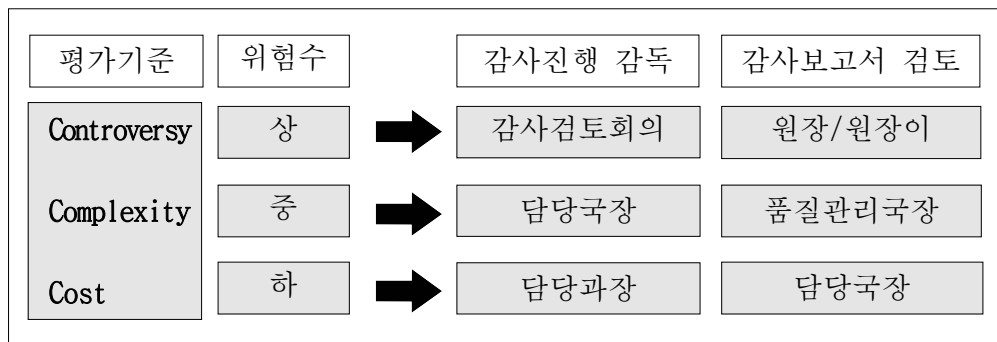 평가기준 위험수 감사진행 감독 감사보고서 검토
Controversy 상 감사검토회의 원장/원장이
Complexity 중 담당국장 품질관리국장
Cost 하 담당과장 담당국장